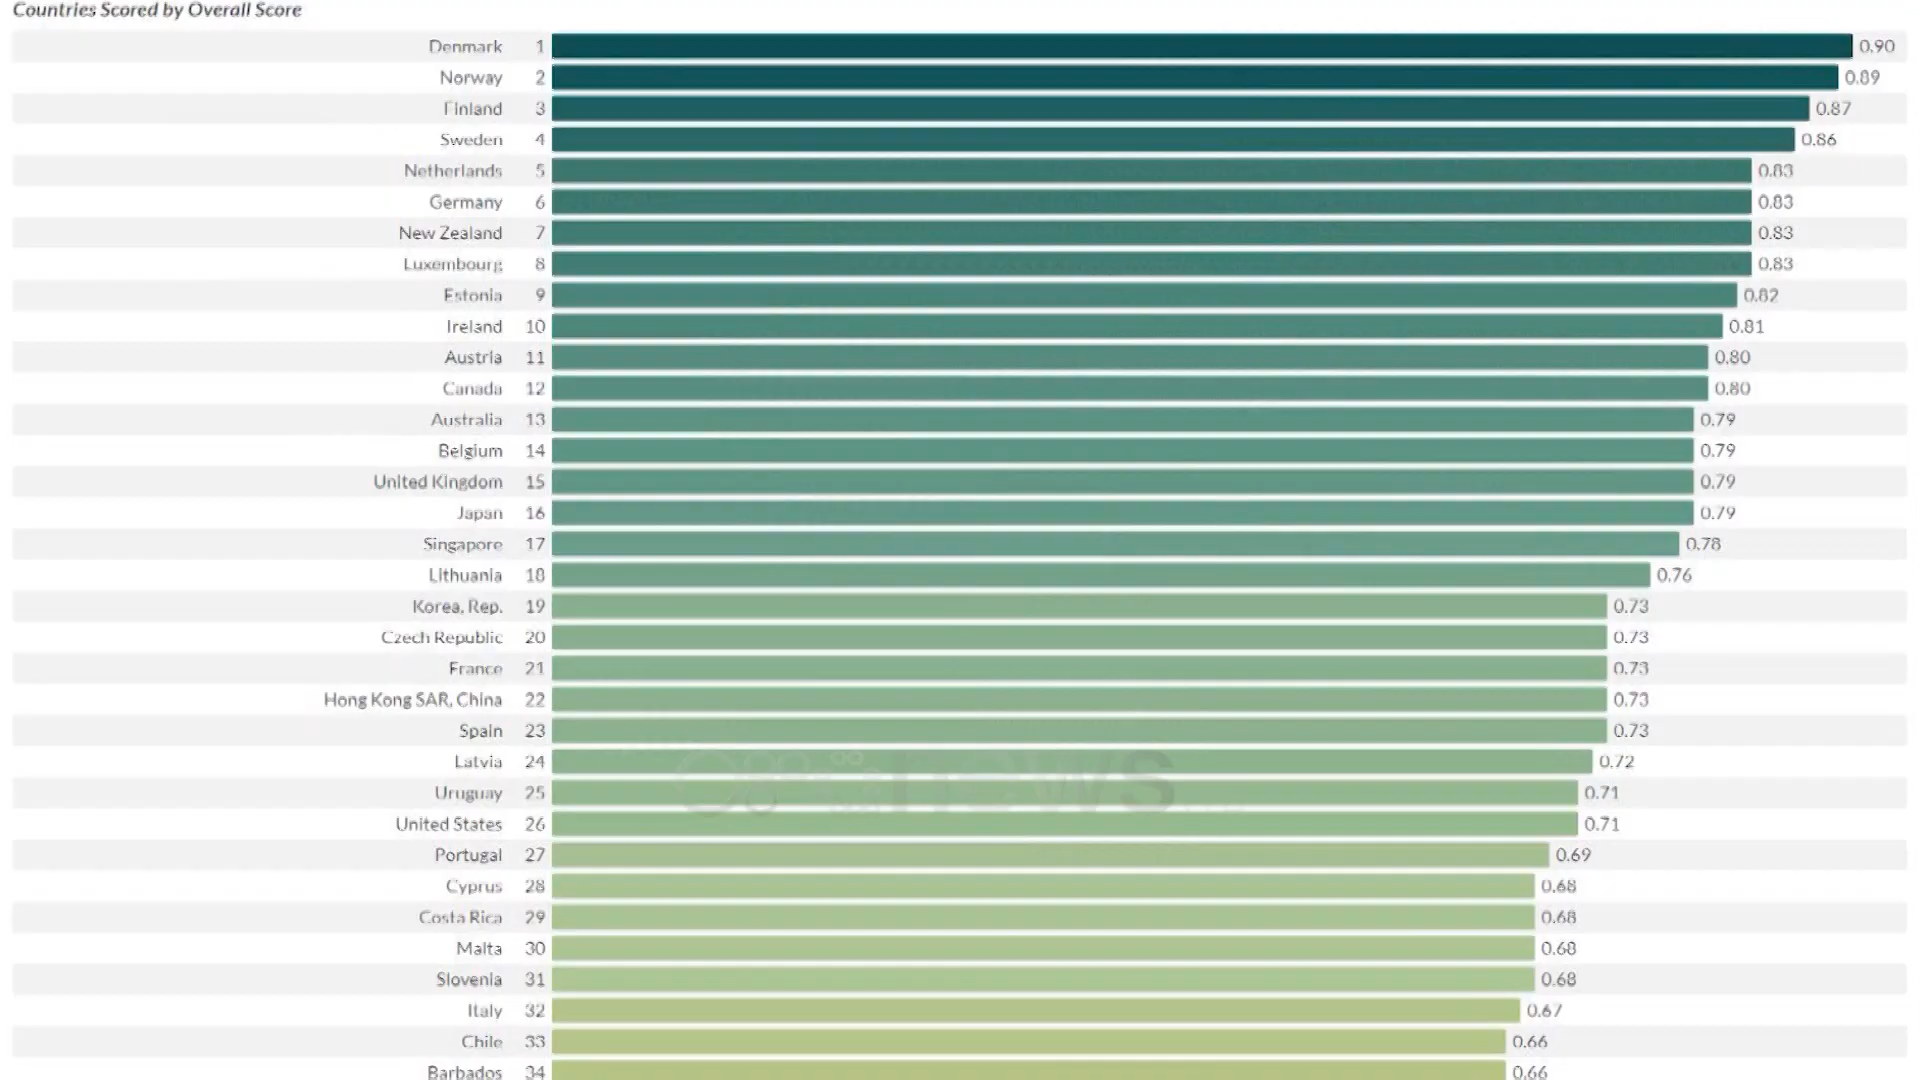 Countries Scored by Overall Score
Denmark 1 0.90
Norway 2 0.89
Finland 3 0.87
Sweden 4 0.86
Netherlands 5 0.83
Germany 6 0.83
New Zealand 7 0.83
Luxembourg 8 0.83
Estonia 9 0.82
Ireland 10 0.81
Austria 11 0.80
Canada 12 0.80
Australia 13 0.79
Belgium 14 0.79
United Kingdom 15 0.79
Japan 16 0.79
Singapore 17 0.78
Lithuania 18 0.76
Korea, Rep. 19 0.73
Czech Republic 20 0.73
France 21 0.73
Hong Kong SAR, China 22 0.73
Spain 23 0.73
Latvia 24 0.72
news
Uruguay 25 0.71
United States 26 0.71
Portugal 27 0.69
Cyprus 28 0.68
Costa Rica 29 0.68
Malta 30 0.68
Slovenia 31 0.68
Italy 32 0.67
Chile 33 0.66
Barbados 34 0.66